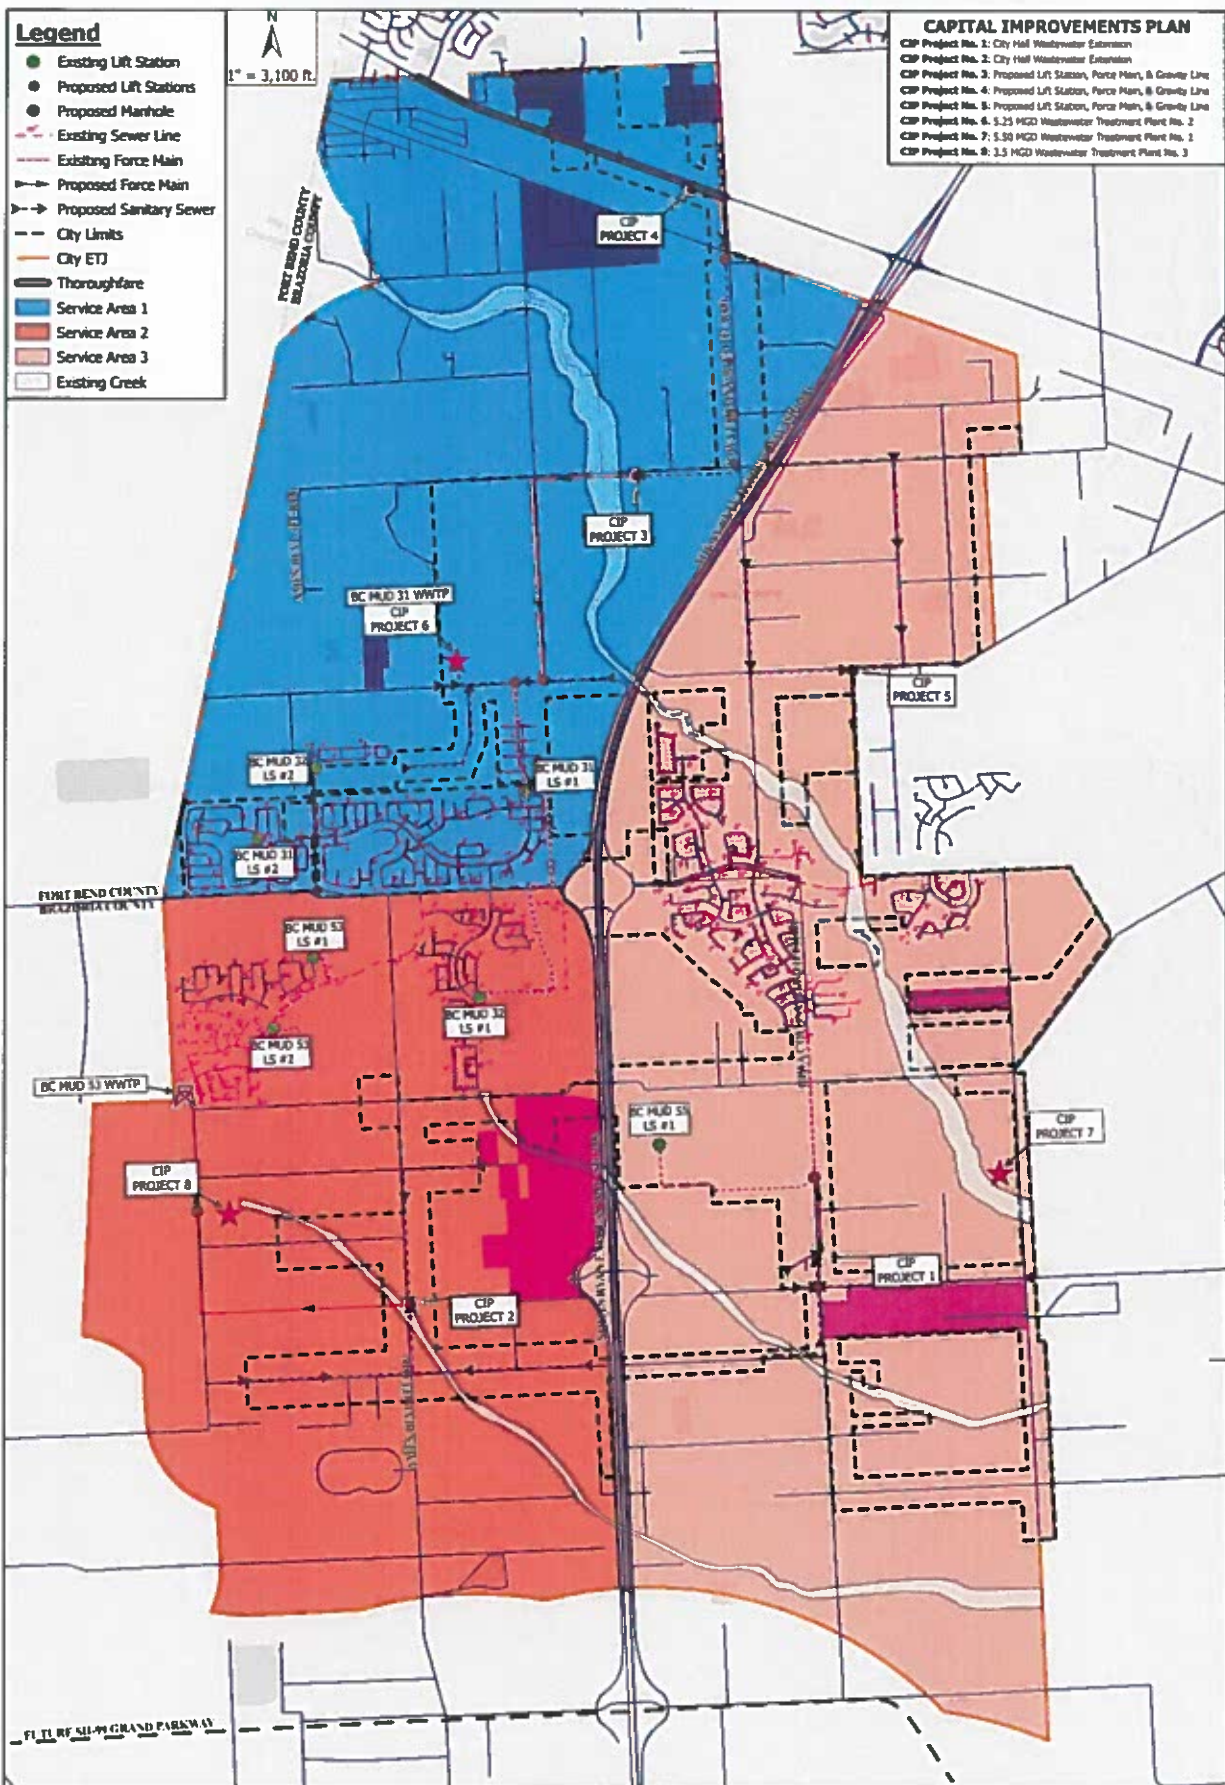 Legend
Existing Lift Station
Proposed Lift Stations
Proposed Manhole
Existing Sewer Line
Existing Force Main
Proposed Force Main
Proposed Sanitary Sewer
City Limits
City ETJ
Thoroughfare
Service Area 1
Service Area 2
Service Area 3
Existing Creek
N
1" = 3,100 ft.
CAPITAL IMPROVEMENTS PLAN
CIP Project No. 1: City Hall Wastewater Extension
CIP Project No. 2: City Hall Wastewater Extension
CIP Project No. 3: Proposed Lift Station, Force Main, & Gravity Line
CIP Project No. 4: Proposed Lift Station, Force Main, & Gravity Line
CIP Project No. 5: Proposed Lift Station, Force Main, & Gravity Line
CIP Project No. 6: 5.25 MGD Wastewater Treatment Plant No. 2
CIP Project No. 7: 5.50 MGD Wastewater Treatment Plant No. 1
CIP Project No. 8: 3.5 MGD Wastewater Treatment Plant No. 3
FORT BEND COUNTY
BRAZORIA COUNTY
CIP
PROJECT 4
CIP
PROJECT 3
BC MUD 31 WWTP
CIP
PROJECT 6
CIP
PROJECT 5
BC MUD 32
LS #2
BC MUD 31
LS #1
BC MUD 31
LS #2
FORT BEND COUNTY
BRAZORIA COUNTY
BC MUD 53
LS #1
BC MUD 32
LS #1
BC MUD 53
LS #2
BC MUD 53 WWTP
BC MUD 55
LS #1
CIP
PROJECT 7
CIP
PROJECT 8
CIP
PROJECT 1
CIP
PROJECT 2
FUTURE SH-99 GRAND PARKWAY